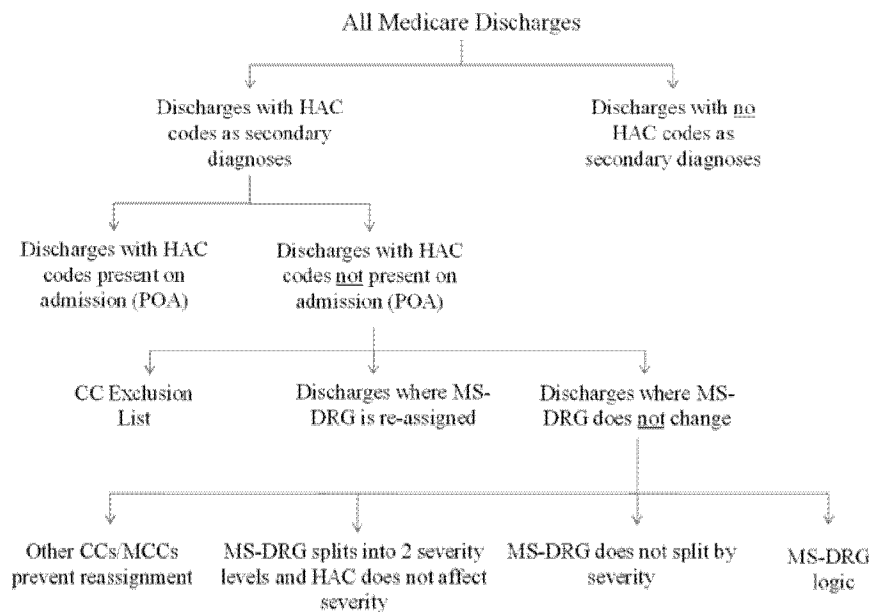 All Medicare Discharges
Discharges with HAC
codes as secondary
diagnoses
Discharges with no
HAC codes as
secondary diagnoses
Discharges with HAC
codes present on
admission (POA)
Discharges with HAC
codes not present on
admission (POA)
CC Exclusion
List
Discharges where MS-
DRG is re-assigned
Discharges where MS-
DRG does not change
Other CCs/MCCs
prevent reassignment
MS-DRG splits into 2 severity
levels and HAC does not affect
severity
MS-DRG does not split by
severity
MS-DRG
logic